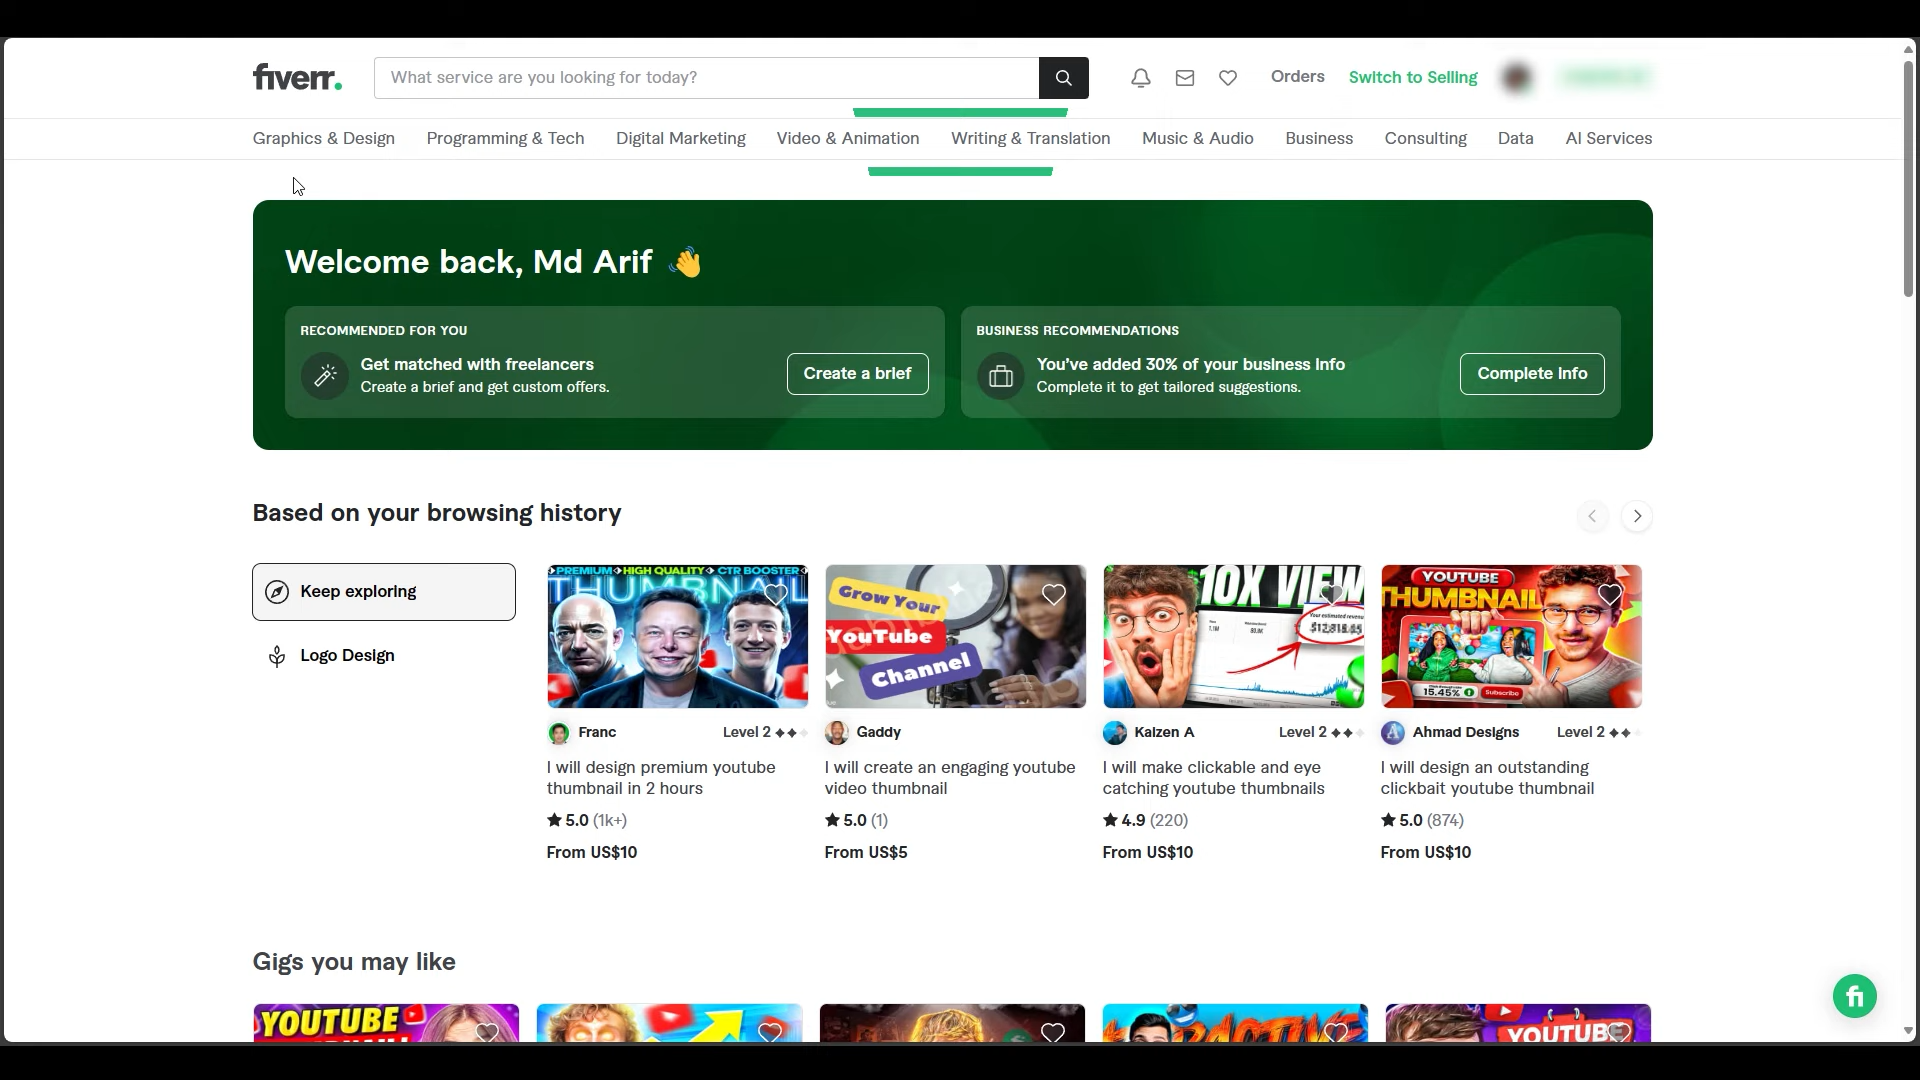 fiverr.
What service are you looking for today?
Orders
Switch to Selling
Graphics & Design
Programming & Tech
Digital Marketing
Video & Animation
Writing & Translation
Music & Audio
Business
Consulting
Data
AI Services
Welcome back, Md Arif
RECOMMENDED FOR YOU
Get matched with freelancers
Create a brief and get custom offers.
Create a brief
BUSINESS RECOMMENDATIONS
You've added 30% of your business info
Complete it to get tailored suggestions.
Complete info
Based on your browsing history
Keep exploring
Logo Design
PREMIUM HIGH QUALITY CTR BOOSTER
THUMBNAIL
Franc
Level 2
I will design premium youtube
thumbnail in 2 hours
5.0 (1k+)
From US$10
Grow Your
YouTube
Channel
Gaddy
I will create an engaging youtube
video thumbnail
5.0 (1)
From US$5
10X VIEW
Your estimated revenue
Kaizen A
Level 2
I will make clickable and eye
catching youtube thumbnails
4.9 (220)
From US$10
YOUTUBE
THUMBNAIL
15.45%
Subscribe
Ahmad Designs
Level 2
I will design an outstanding
clickbait youtube thumbnail
5.0 (874)
From US$10
Gigs you may like
YOUTUBE
YOUTUBE
fi